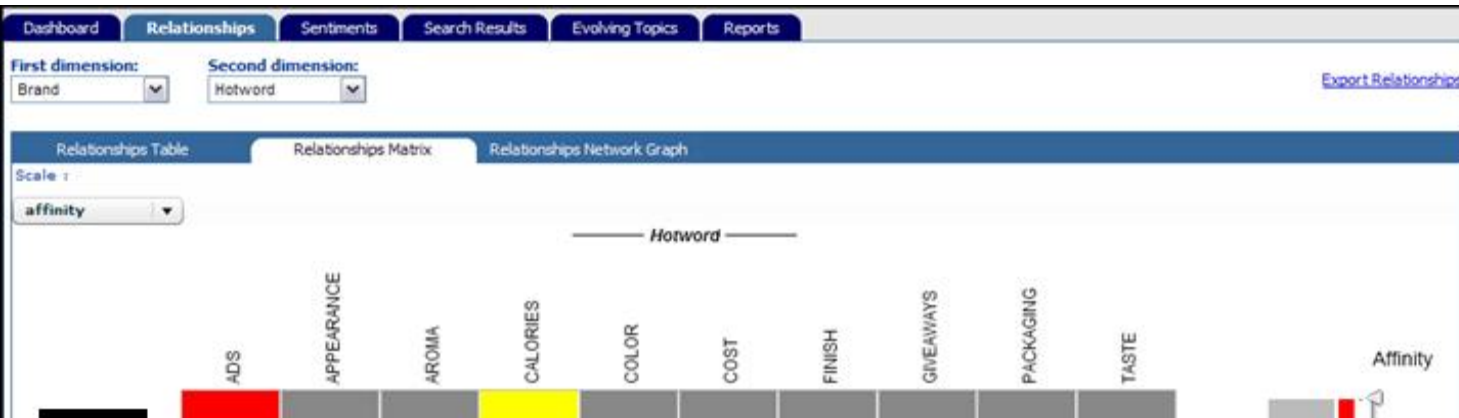 Dashboard Relationships Sentiments Search Results Evolving Topics Reports
First dimension: Second dimension:
Brand Hotword
Export Relationships
Relationships Table Relationships Matrix Relationships Network Graph
Scale :
affinity
Hotword
ADS APPEARANCE AROMA CALORIES COLOR COST FINISH GIVEAWAYS PACKAGING TASTE
Affinity